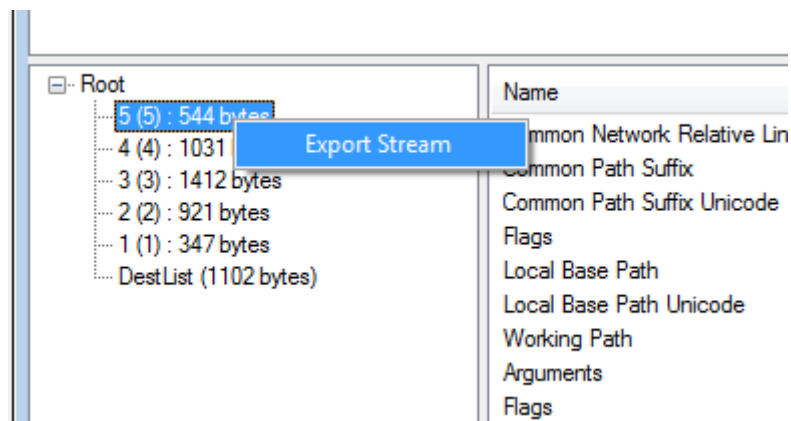 Root
5 (5) : 544 bytes
4 (4) : 1031
3 (3) : 1412 bytes
2 (2) : 921 bytes
1 (1) : 347 bytes
DestList (1102 bytes)
Export Stream
Name
Network Relative
Common Path Suffix
Common Path Suffix Unicode
Flags
Local Base Path
Local Base Path Unicode
Working Path
Arguments
Flags